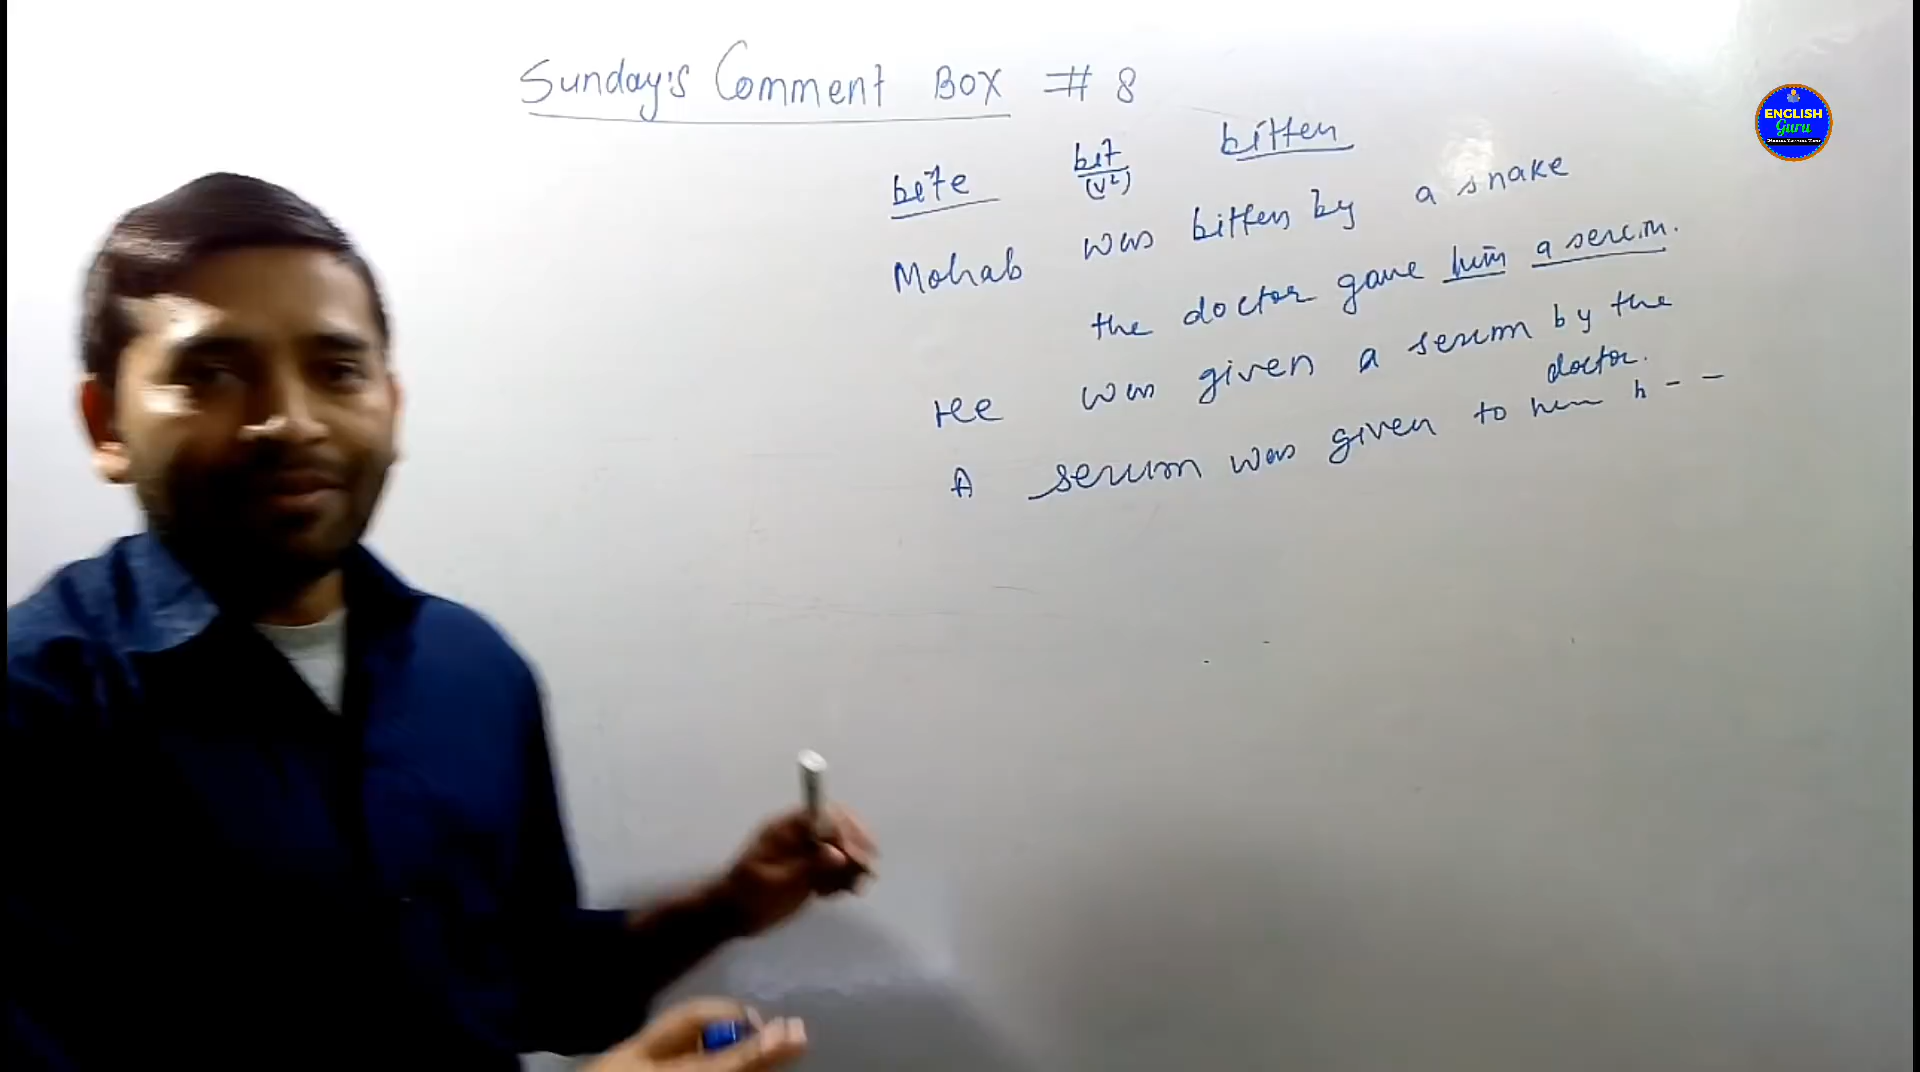 Sunday's Comment BOX # 8
bite bit bitten
(v²)
Mohab was bitten by a snake
the doctor gave him a serum.
He was given a serum by the
doctor.
A serum was given to him h - -
ENGLISH
Guru